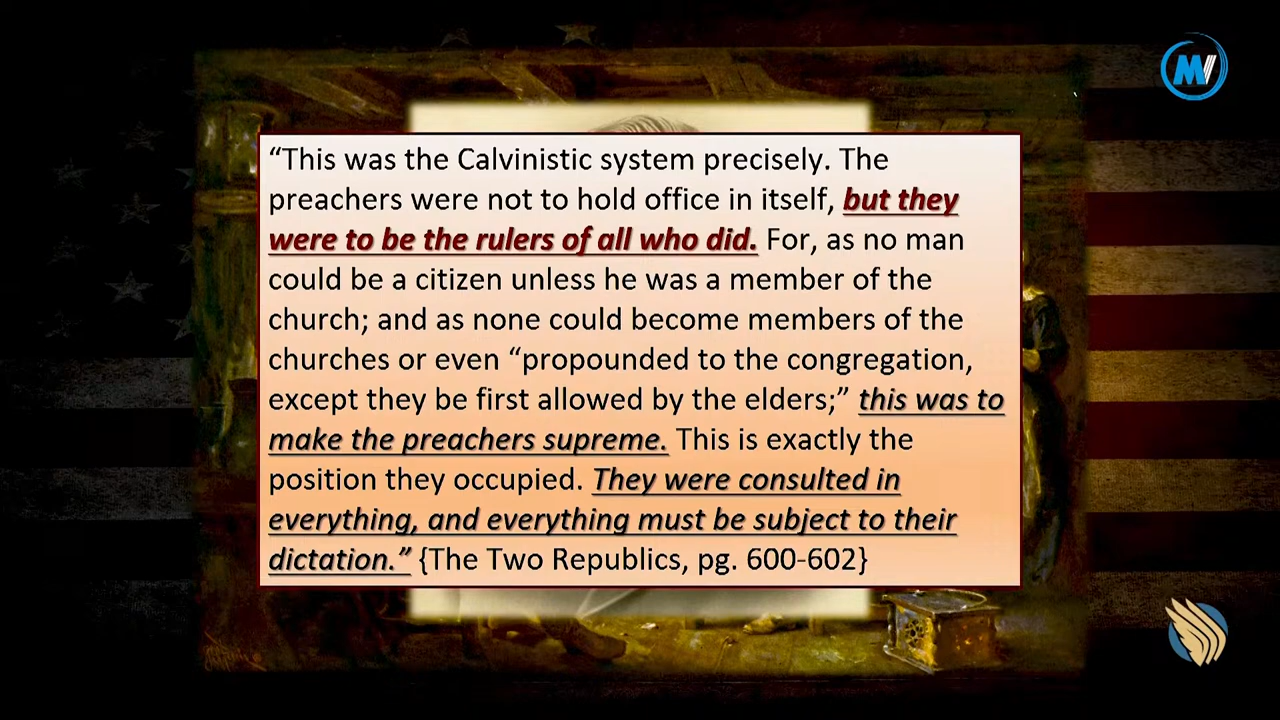 “This was the Calvinistic system precisely. The
preachers were not to hold office in itself, but they
were to be the rulers of all who did. For, as no man
could be a citizen unless he was a member of the
church; and as none could become members of the
churches or even “propounded to the congregation,
except they be first allowed by the elders;” this was to
make the preachers supreme. This is exactly the
position they occupied. They were consulted in
everything, and everything must be subject to their
dictation.” {The Two Republics, pg. 600-602}
MV